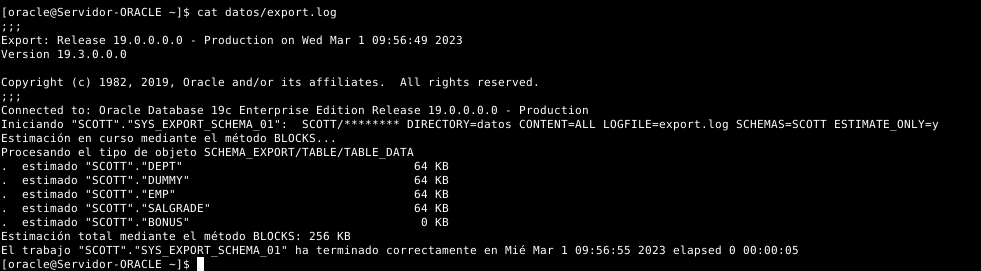 [oracle@Servidor-ORACLE ~]$ cat datos/export.log
;;;
Export: Release 19.0.0.0.0 - Production on Wed Mar 1 09:56:49 2023
Version 19.3.0.0.0
Copyright (c) 1982, 2019, Oracle and/or its affiliates.  All rights reserved.
;;;
Connected to: Oracle Database 19c Enterprise Edition Release 19.0.0.0.0 - Production
Iniciando "SCOTT"."SYS_EXPORT_SCHEMA_01":  SCOTT/******** DIRECTORY=datos CONTENT=ALL LOGFILE=export.log SCHEMAS=SCOTT ESTIMATE_ONLY=y
Estimación en curso mediante el método BLOCKS...
Procesando el tipo de objeto SCHEMA_EXPORT/TABLE/TABLE_DATA
.  estimado "SCOTT"."DEPT"                                  64 KB
.  estimado "SCOTT"."DUMMY"                                 64 KB
.  estimado "SCOTT"."EMP"                                   64 KB
.  estimado "SCOTT"."SALGRADE"                              64 KB
.  estimado "SCOTT"."BONUS"                                  0 KB
Estimación total mediante el método BLOCKS: 256 KB
El trabajo "SCOTT"."SYS_EXPORT_SCHEMA_01" ha terminado correctamente en Mié Mar 1 09:56:55 2023 elapsed 0 00:00:05
[oracle@Servidor-ORACLE ~]$